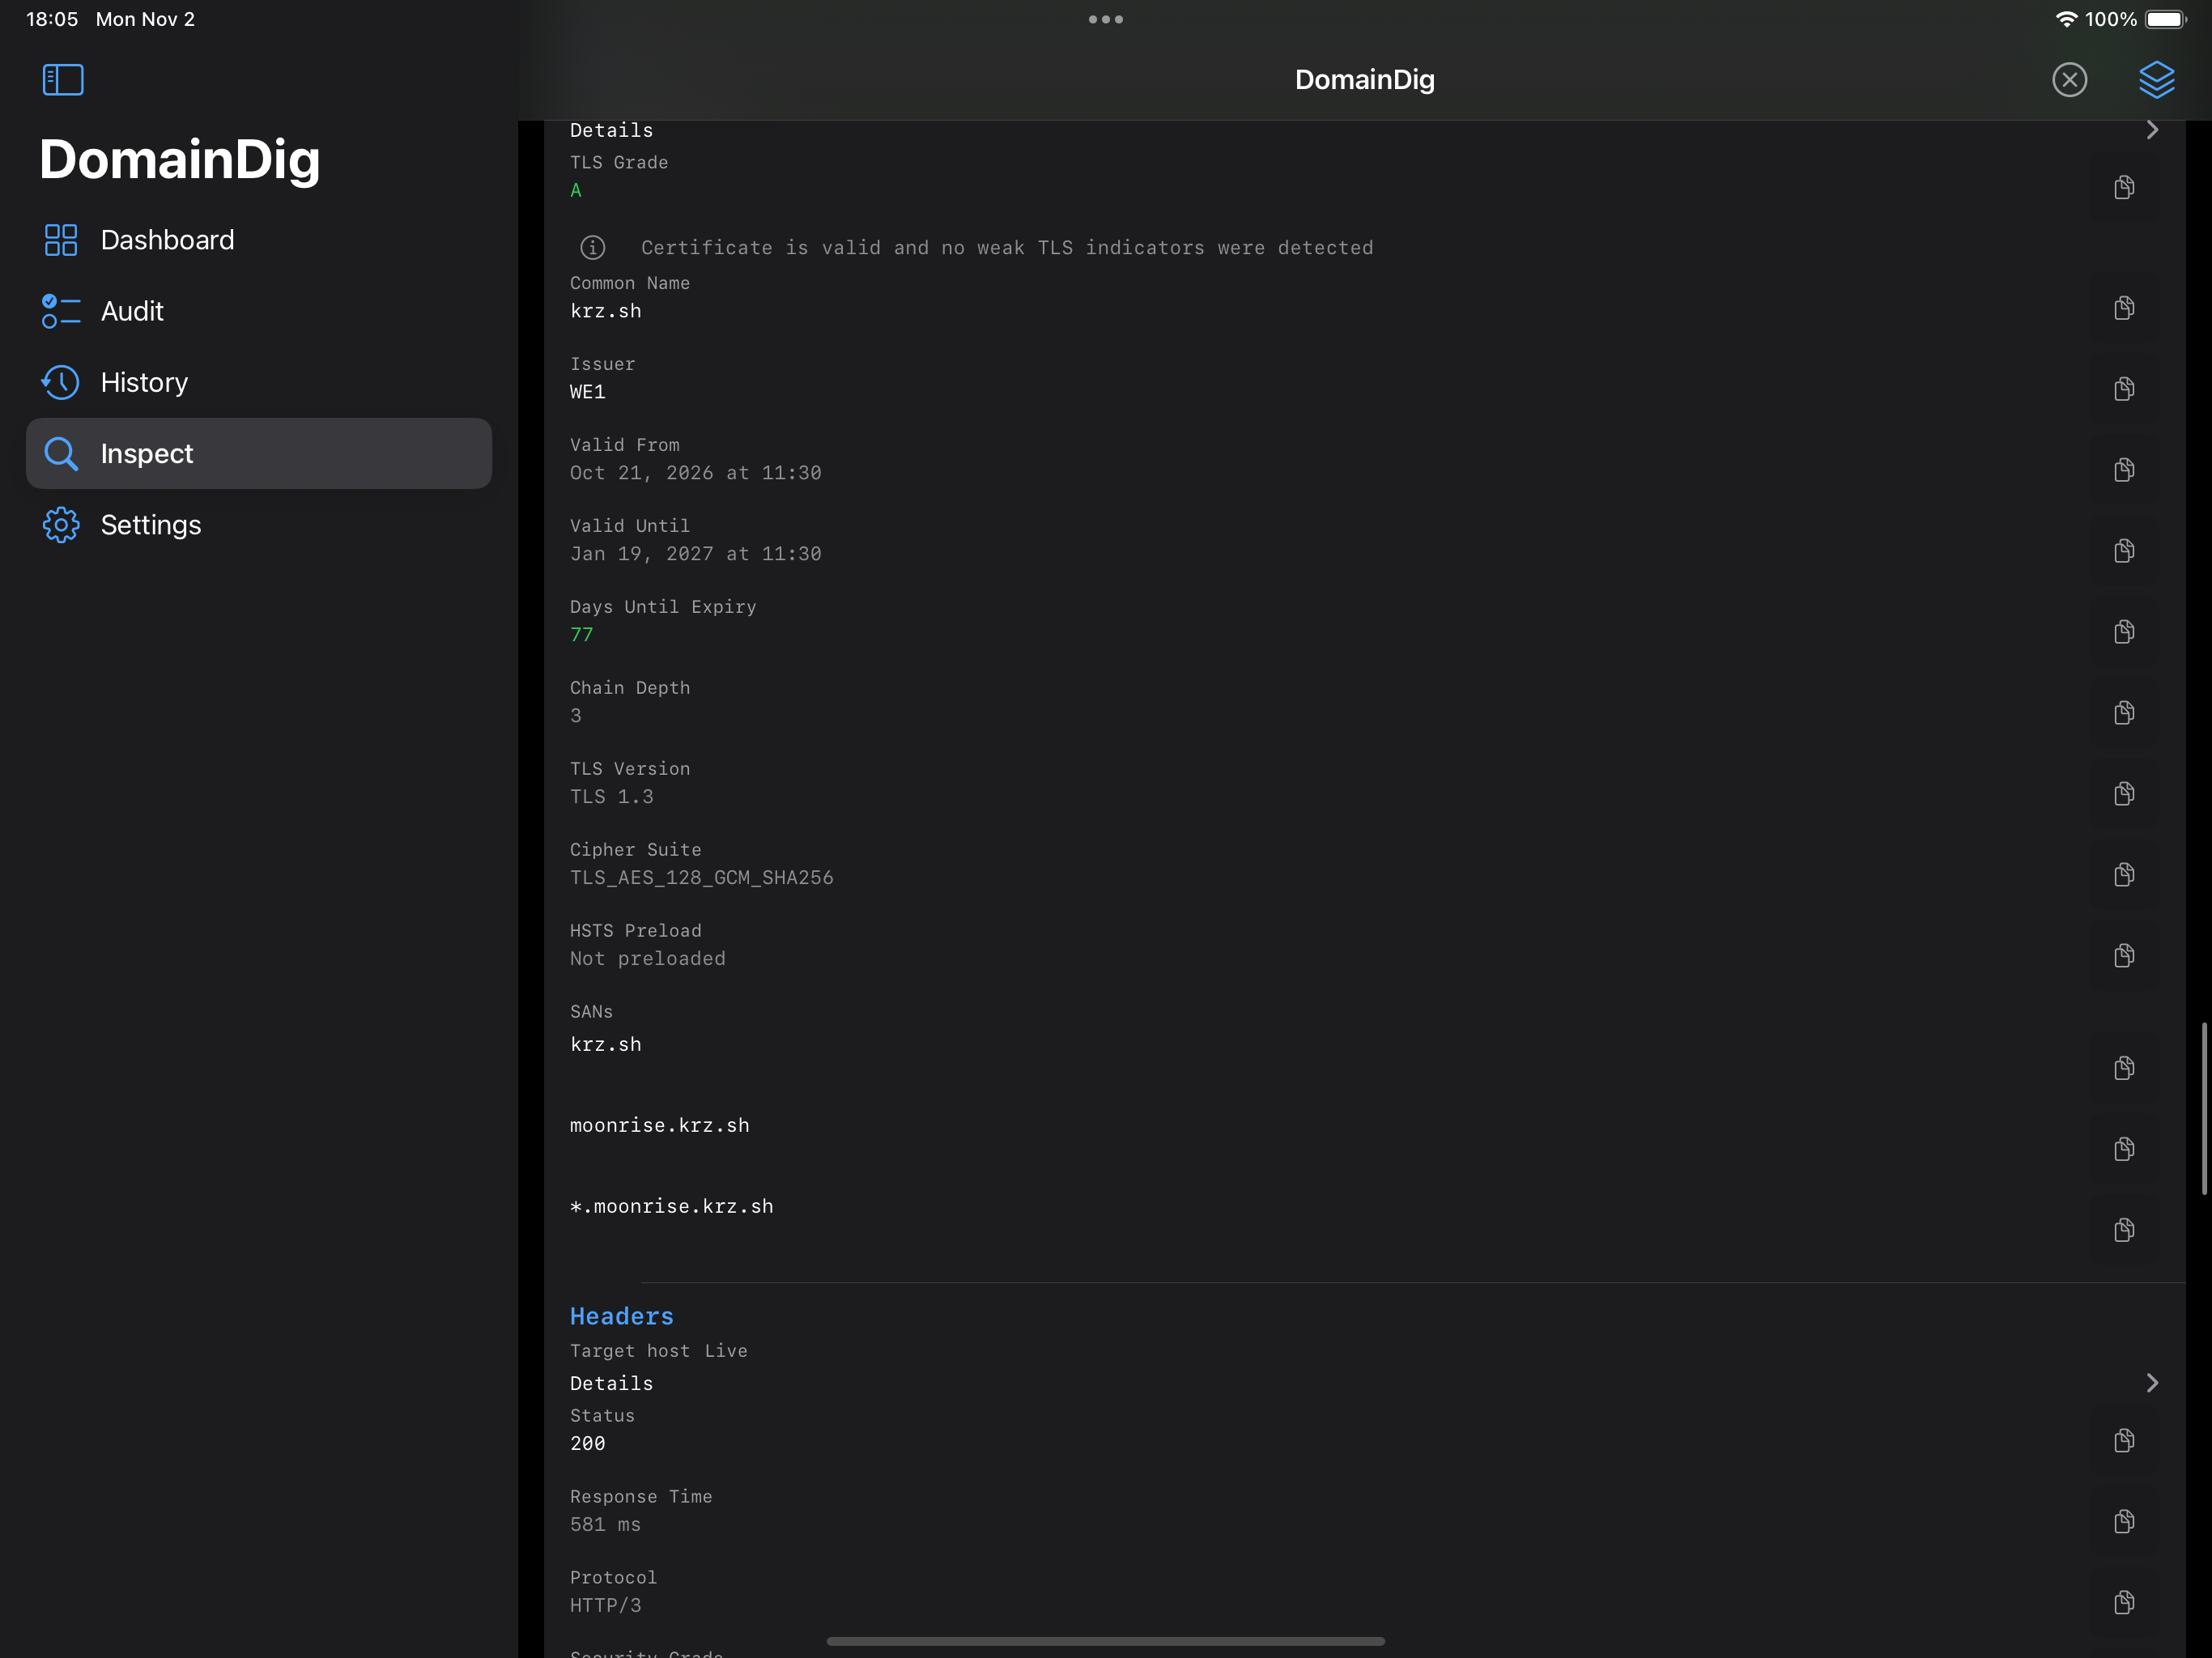 18:05 Mon Nov 2
100%
DomainDig
DomainDig
Dashboard
Audit
History
Inspect
Settings
Details
TLS Grade
A
Certificate is valid and no weak TLS indicators were detected
Common Name
krz.sh
Issuer
WE1
Valid From
Oct 21, 2026 at 11:30
Valid Until
Jan 19, 2027 at 11:30
Days Until Expiry
77
Chain Depth
3
TLS Version
TLS 1.3
Cipher Suite
TLS_AES_128_GCM_SHA256
HSTS Preload
Not preloaded
SANs
krz.sh
moonrise.krz.sh
*.moonrise.krz.sh
Headers
Target host Live
Details
Status
200
Response Time
581 ms
Protocol
HTTP/3
Security Grade